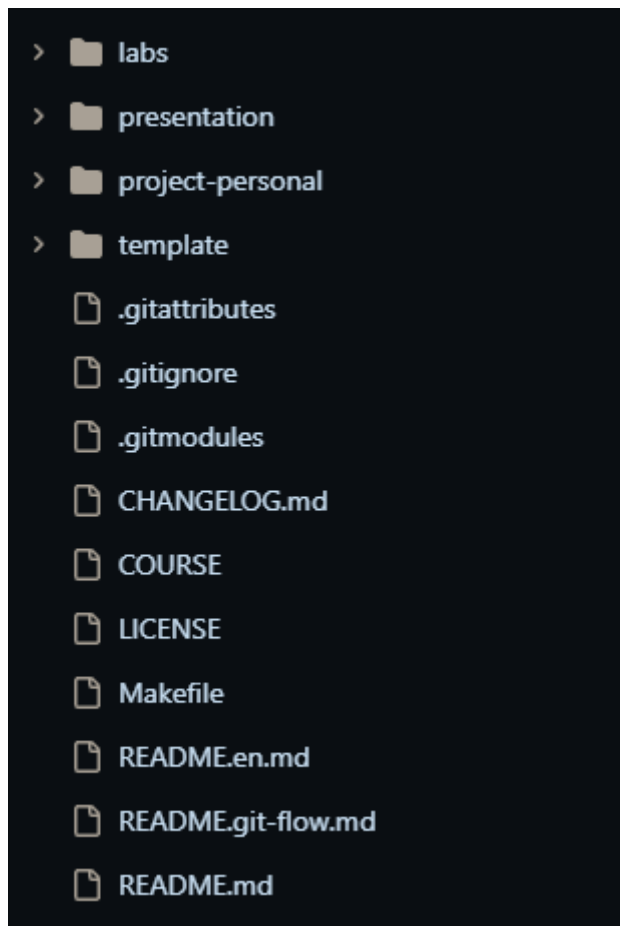 labs
presentation
project-personal
template
.gitattributes
.gitignore
.gitmodules
CHANGELOG.md
COURSE
LICENSE
Makefile
README.en.md
README.git-flow.md
README.md